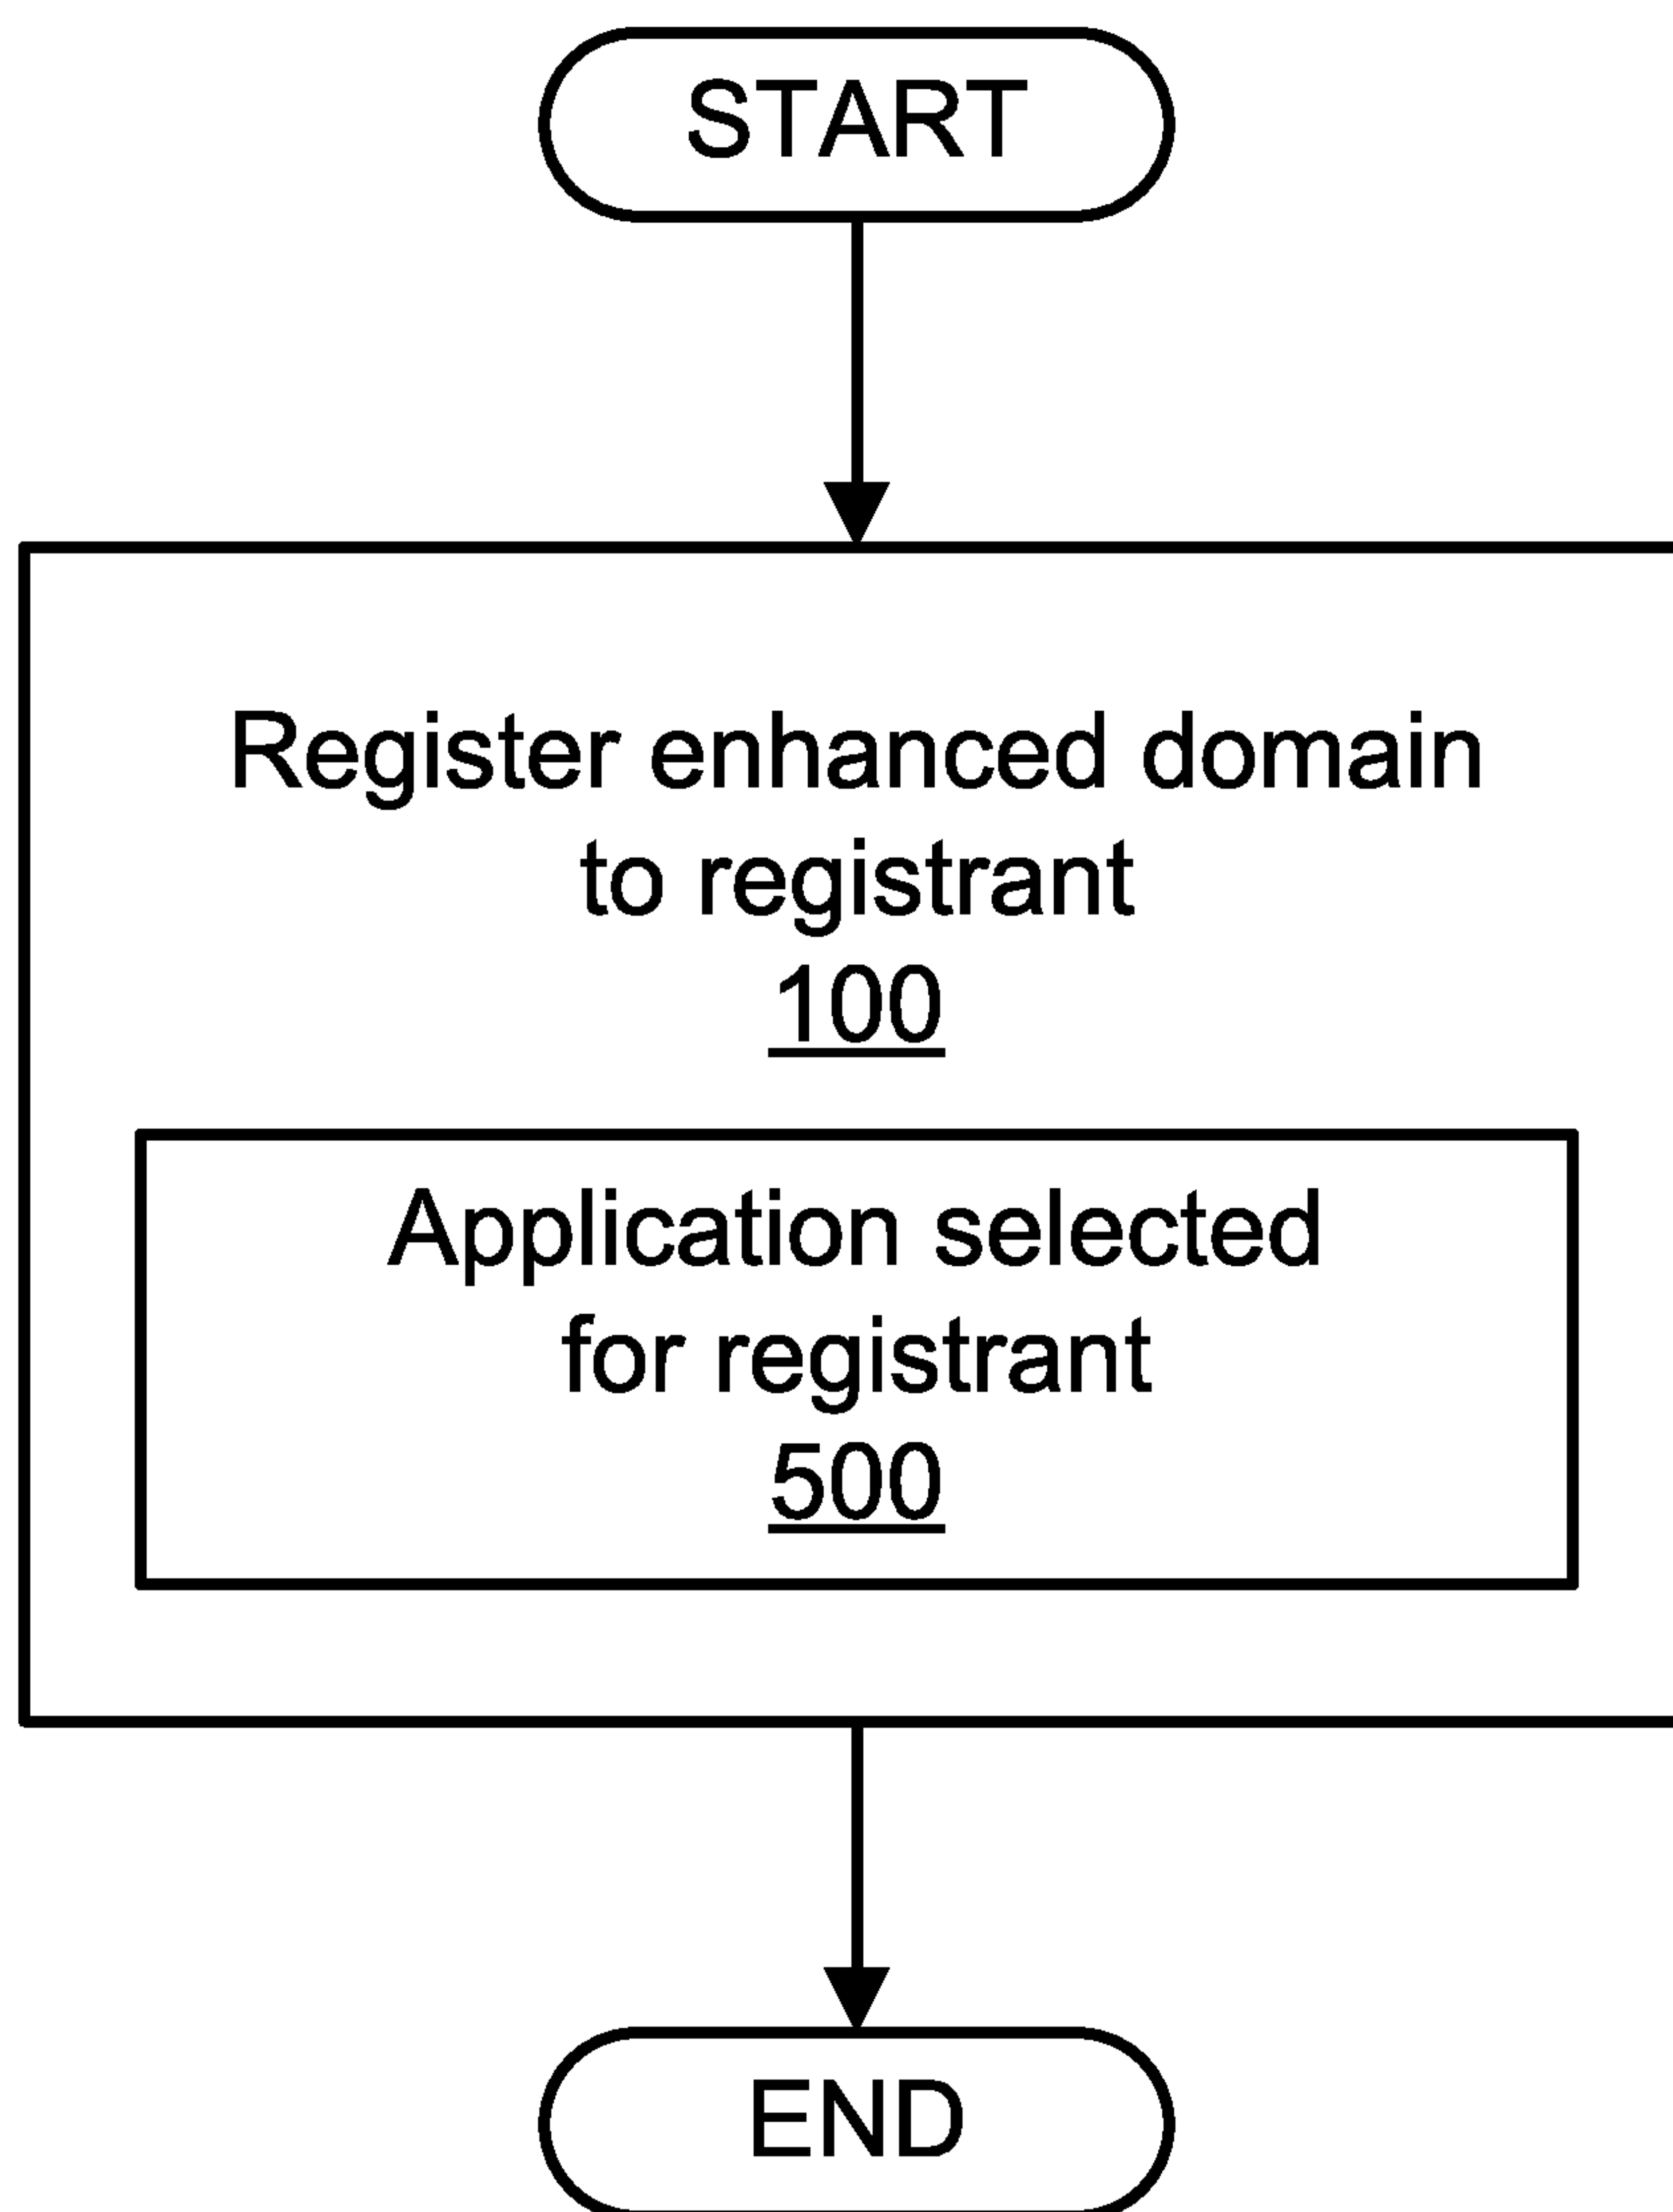 START
Register enhanced domain
to registrant
100
Application selected
for registrant
500
END